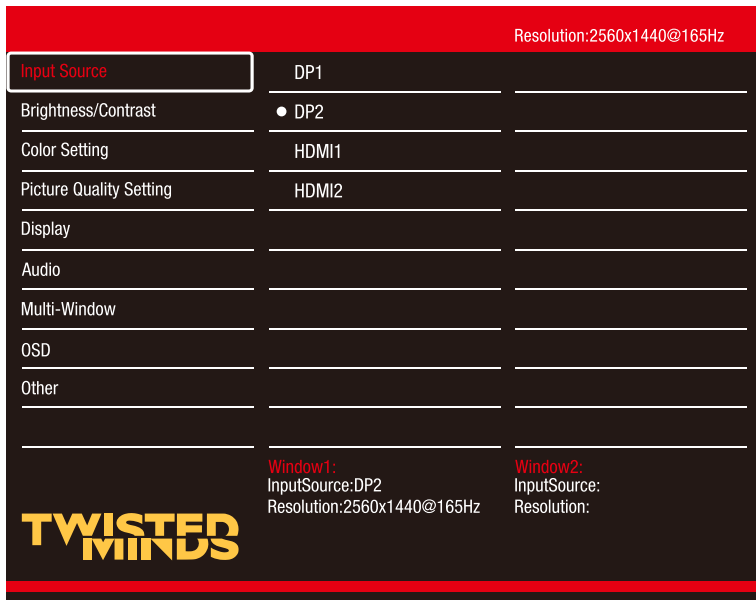 Resolution:2560x1440@165Hz
Input Source
DP1
Brightness/Contrast
DP2
Color Setting
HDMI1
Picture Quality Setting
HDMI2
Display
Audio
Multi-Window
OSD
Other
Window1:
InputSource:DP2
Resolution:2560x1440@165Hz
Window2:
InputSource:
Resolution:
TWISTED
MINDS